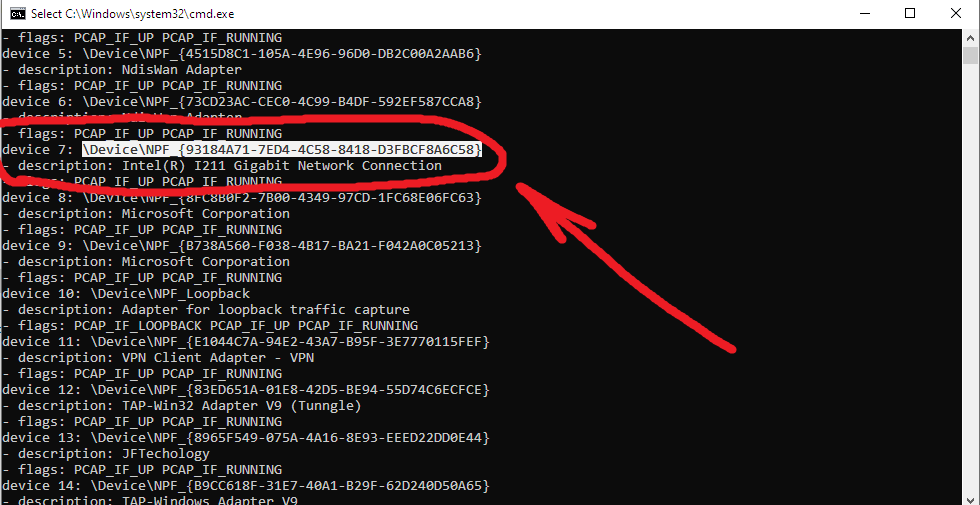 Select C:\Windows\system32\cmd.exe
- flags: PCAP_IF_UP PCAP_IF_RUNNING
device 5: \Device\NPF_{4515D8C1-105A-4E96-96D0-DB2C00A2AAB6}
- description: NdisWan Adapter
- flags: PCAP_IF_UP PCAP_IF_RUNNING
device 6: \Device\NPF_{73CD23AC-CEC0-4C99-B4DF-592EF587CCA8}
- description: NdisWan Adapter
- flags: PCAP_IF_UP PCAP_IF_RUNNING
device 7: \Device\NPF_{93184A71-7ED4-4C58-8418-D3FBCF8A6C58}
- description: Intel(R) I211 Gigabit Network Connection
- flags: PCAP_IF_UP PCAP_IF_RUNNING
device 8: \Device\NPF_{8FC8B0F2-7B00-4349-97CD-1FC68E06FC63}
- description: Microsoft Corporation
- flags: PCAP_IF_UP PCAP_IF_RUNNING
device 9: \Device\NPF_{B738A560-F038-4B17-BA21-F042A0C05213}
- description: Microsoft Corporation
- flags: PCAP_IF_UP PCAP_IF_RUNNING
device 10: \Device\NPF_Loopback
- description: Adapter for loopback traffic capture
- flags: PCAP_IF_LOOPBACK PCAP_IF_UP PCAP_IF_RUNNING
device 11: \Device\NPF_{E1044C7A-94E2-43A7-B95F-3E7770115FEF}
- description: VPN Client Adapter - VPN
- flags: PCAP_IF_UP PCAP_IF_RUNNING
device 12: \Device\NPF_{83ED651A-01E8-42D5-BE94-55D74C6ECFCE}
- description: TAP-Win32 Adapter V9 (Tunngle)
- flags: PCAP_IF_UP PCAP_IF_RUNNING
device 13: \Device\NPF_{8965F549-075A-4A16-8E93-EEED22DD0E44}
- description: JFTechology
- flags: PCAP_IF_UP PCAP_IF_RUNNING
device 14: \Device\NPF_{B9CC618F-31E7-40A1-B29F-62D240D50A65}
- description: TAP-Windows Adapter V9